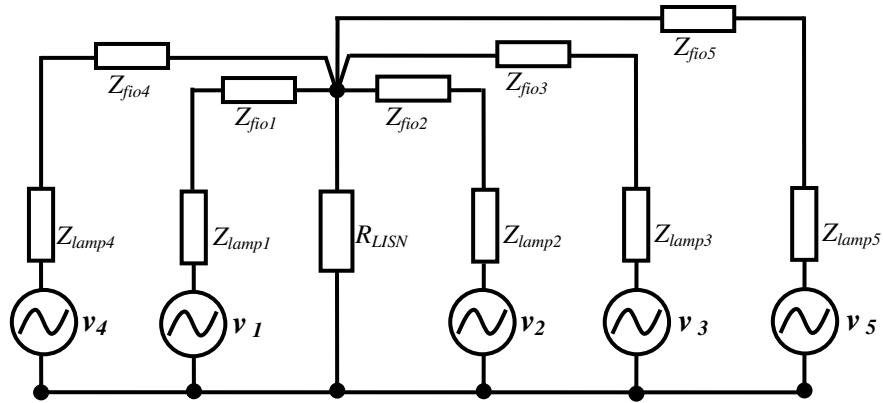 Z_fio5
Z_fio4
Z_fio3
Z_fio1
Z_fio2
Z_lamp4
Z_lamp1
R_LISN
Z_lamp2
Z_lamp3
Z_lamp5
v_4
v_1
v_2
v_3
v_5